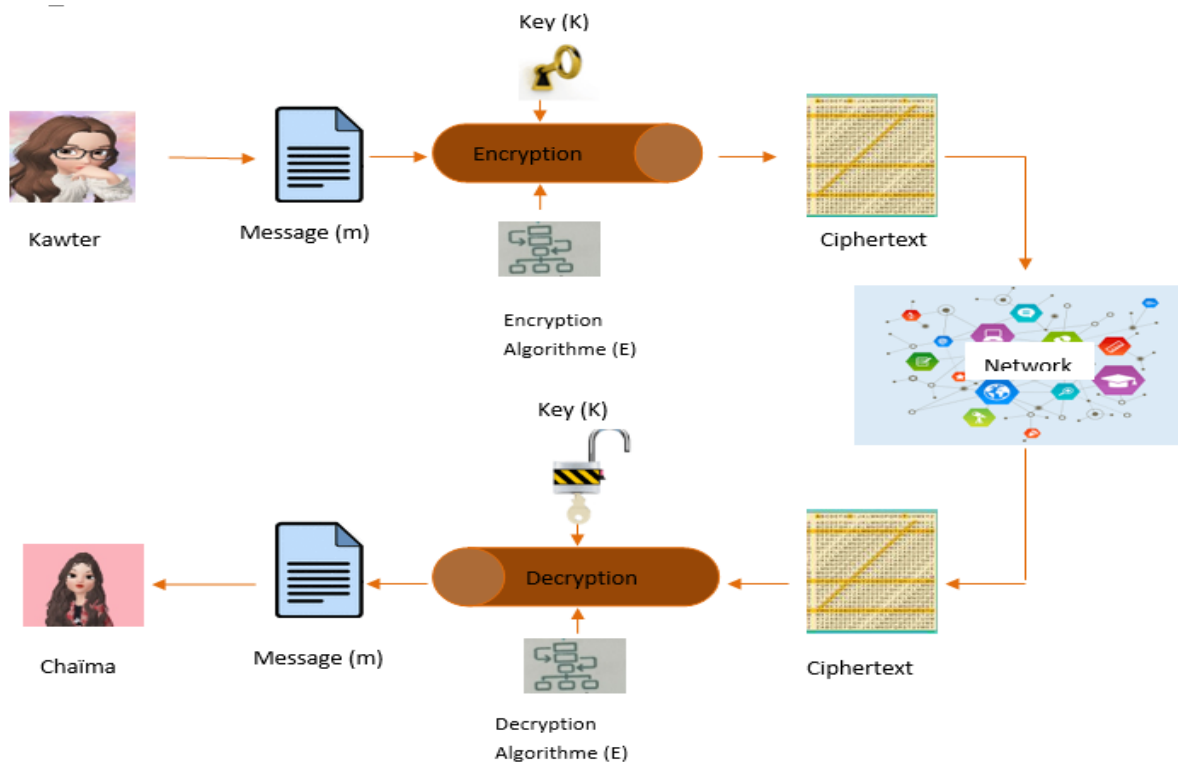 Key (K)
Encryption
Kawter
Message (m)
Ciphertext
Encryption
Algorithme (E)
Network
Key (K)
Decryption
Chaïma
Message (m)
Ciphertext
Decryption
Algorithme (E)